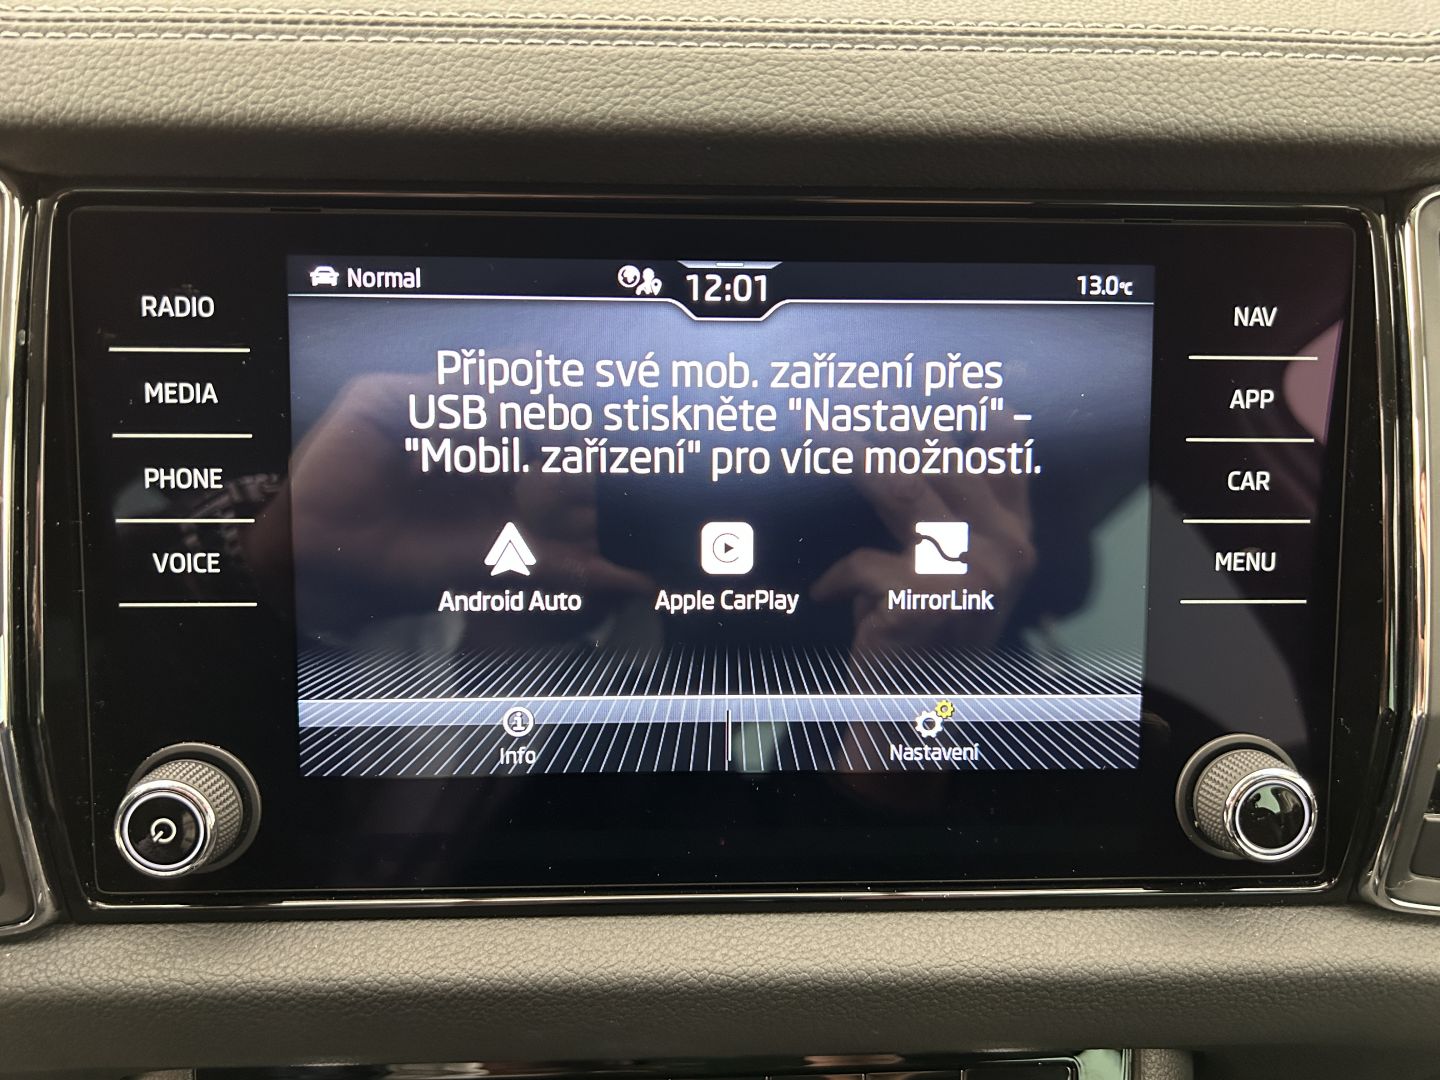 Normal
12:01
13.0°C
RADIO
MEDIA
PHONE
VOICE
NAV
APP
CAR
MENU
Připojte své mob. zařízení přes
USB nebo stiskněte "Nastavení" –
"Mobil. zařízení" pro více možností.
Android Auto
Apple CarPlay
MirrorLink
Info
Nastavení